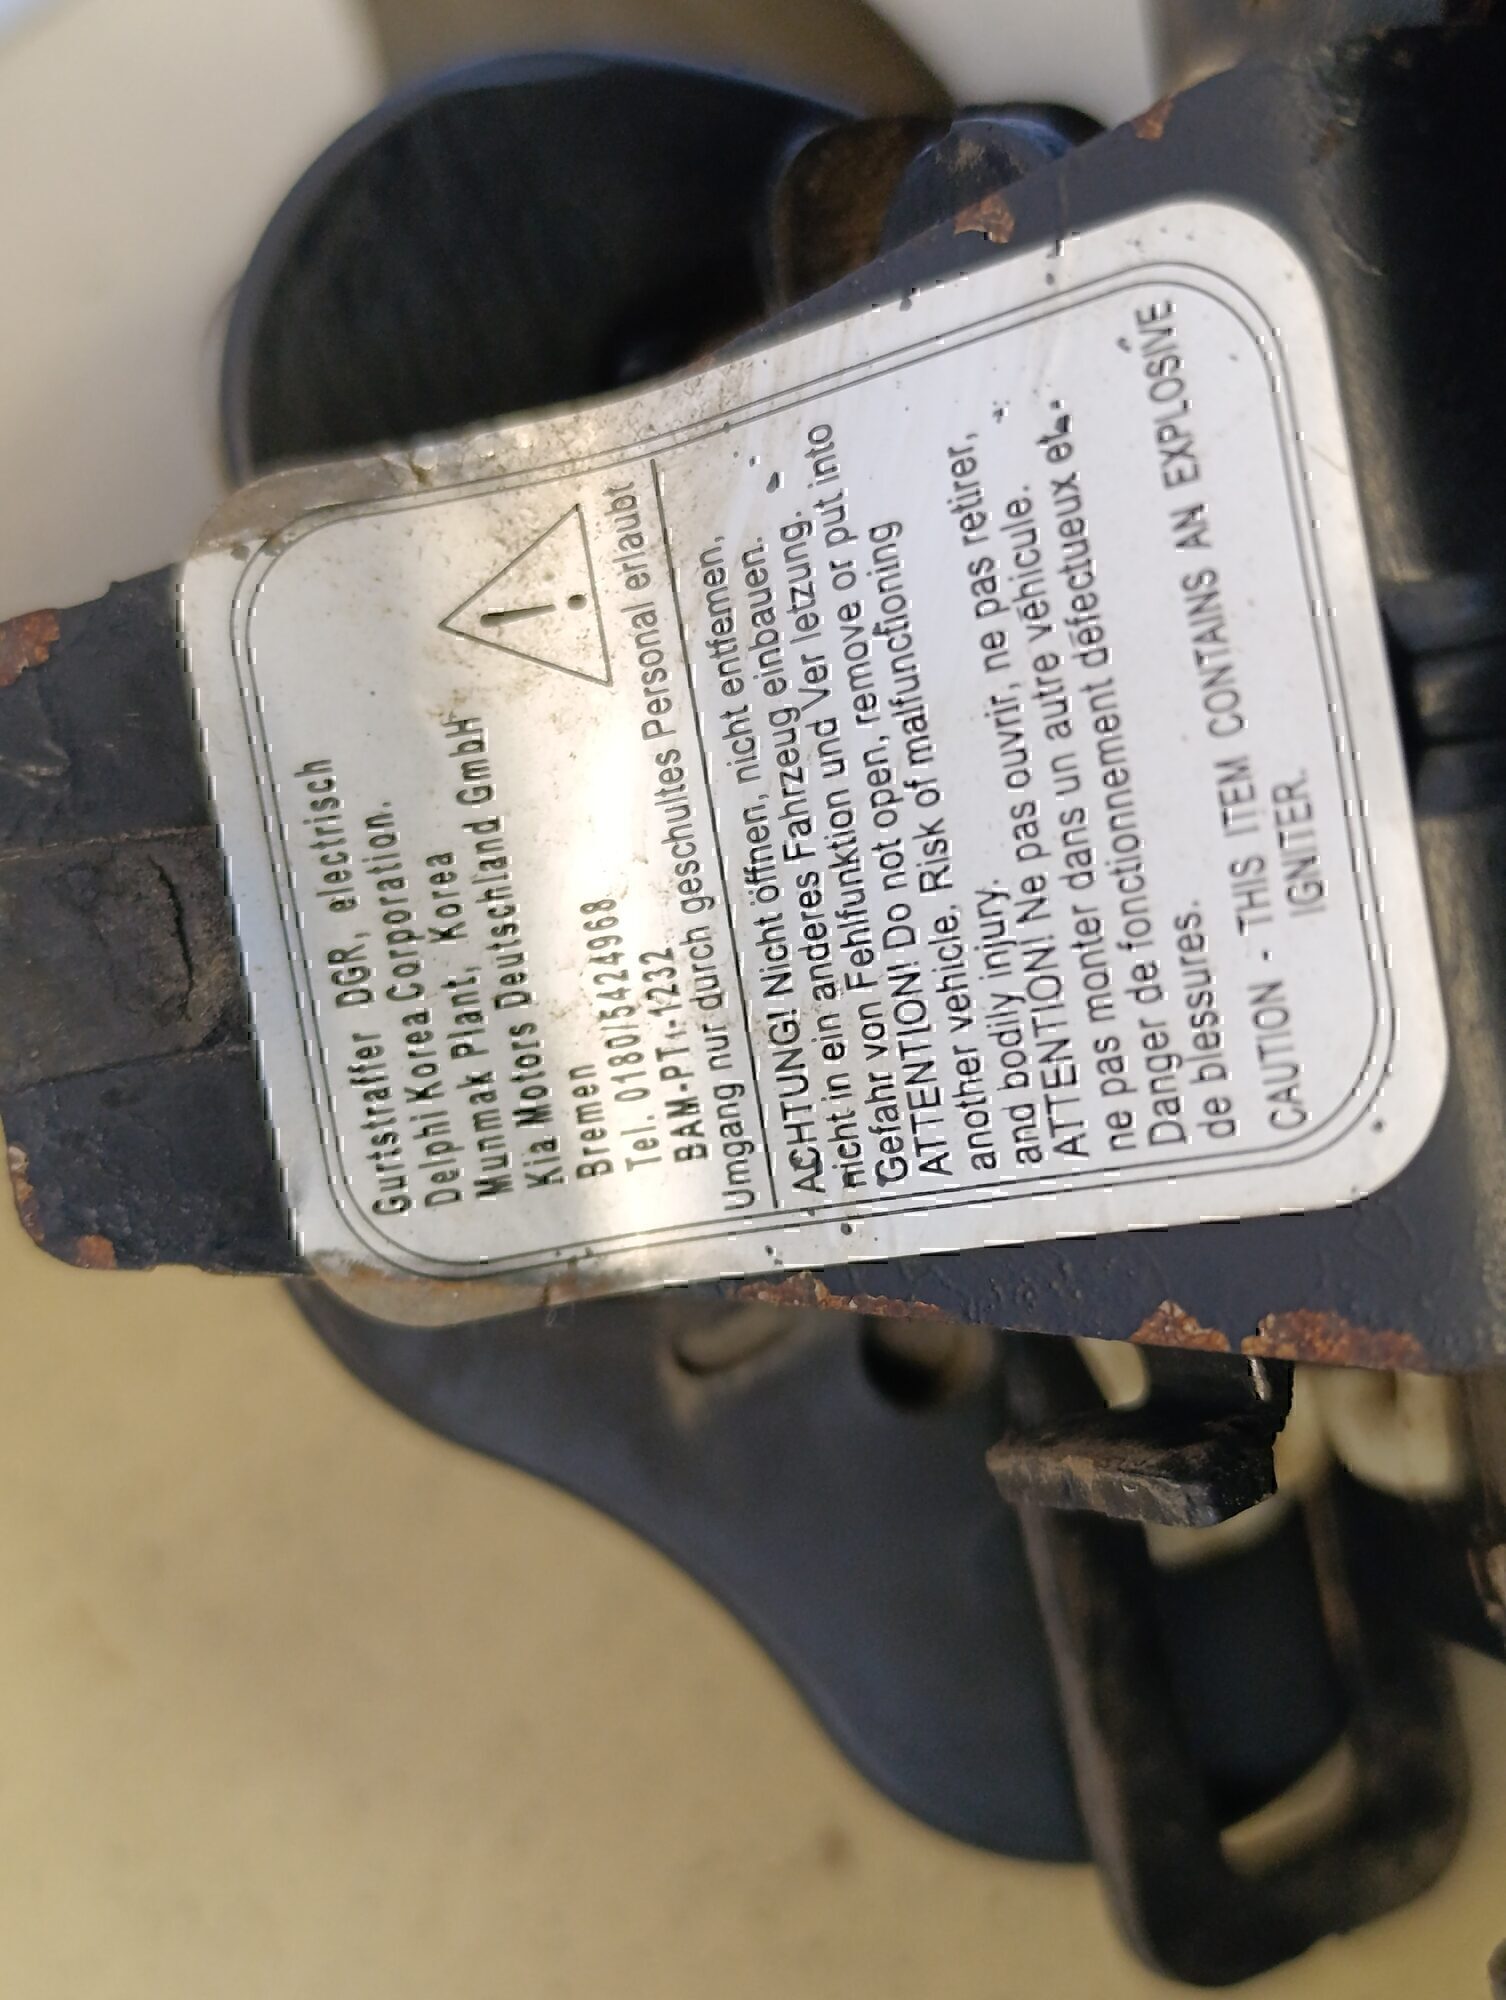 Gurtstraffer DGR, electrisch
Delphi Korea Corporation.
Munmak Plant, Korea
Kia Motors Deutschland GmbH
Bremen
Tel. 0180/5424968
BAM-PT1-1232
Umgang nur durch geschultes Personal erlaubt
ACHTUNG! Nicht öffnen, nicht entfemen,
nicht in ein anderes Fahrzeug einbauen.
Gefahr von Fehlfunktion und Ver letzung.
ATTENTION! Do not open, remove or put into
another vehicle. Risk of malfunctioning
and bodily injury.
ATTENTION! Ne pas ouvrir, ne pas retirer,
ne pas monter dans un autre véhicule.
Danger de fonctionnement défectueux et
de blessures.
CAUTION - THIS ITEM CONTAINS AN EXPLOSIVE
IGNITER.